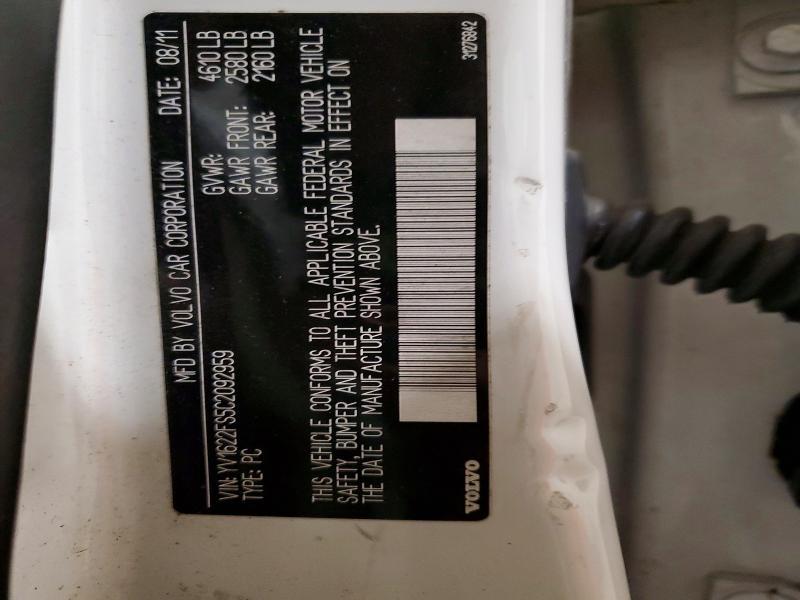 MFD BY VOLVO CAR CORPORATION DATE: 08/11
VIN: YV1622FS5C2092959 GVWR: 4610 LB
TYPE: PC GAWR FRONT: 2580 LB
GAWR REAR: 2160 LB
THIS VEHICLE CONFORMS TO ALL APPLICABLE FEDERAL MOTOR VEHICLE
SAFETY, BUMPER AND THEFT PREVENTION STANDARDS IN EFFECT ON
THE DATE OF MANUFACTURE SHOWN ABOVE.
VOLVO 31276842